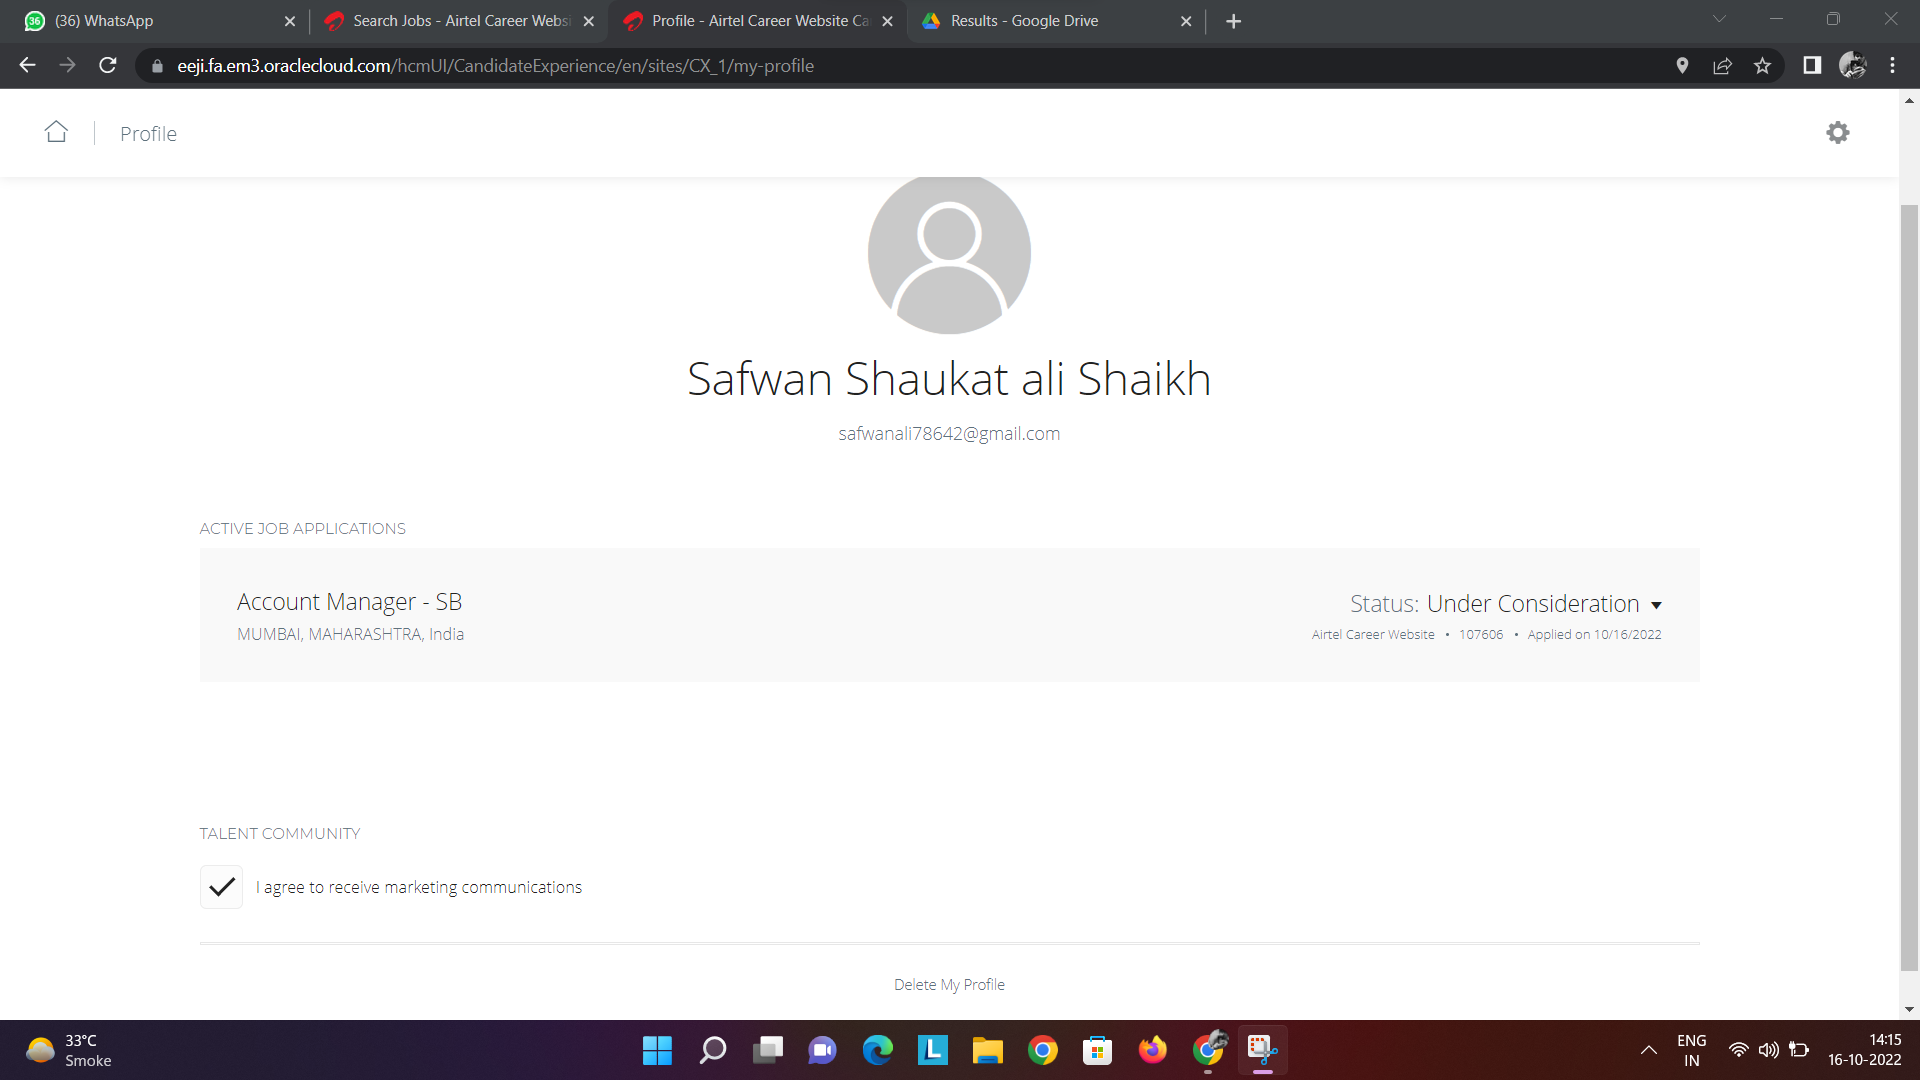 (36) WhatsApp
Search Jobs - Airtel Career Websi
Profile - Airtel Career Website Ca
Results - Google Drive
eeji.fa.em3.oraclecloud.com/hcmUI/CandidateExperience/en/sites/CX_1/my-profile
Profile
Safwan Shaukat ali Shaikh
safwanali78642@gmail.com
ACTIVE JOB APPLICATIONS
Account Manager - SB
Status: Under Consideration
MUMBAI, MAHARASHTRA, India
Airtel Career Website • 107606 • Applied on 10/16/2022
TALENT COMMUNITY
I agree to receive marketing communications
Delete My Profile
33°C
Smoke
ENG
IN
14:15
16-10-2022